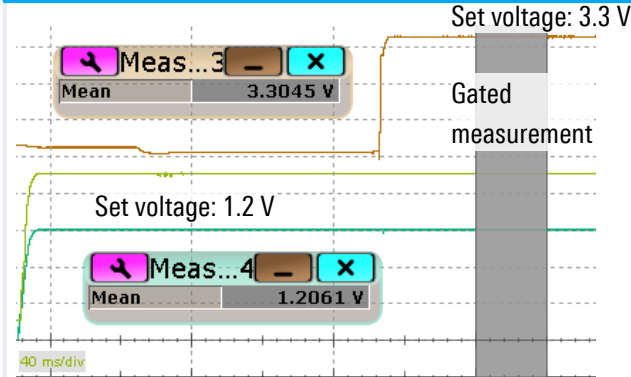 Set voltage: 3.3 V
Meas...3
Mean 3.3045 V
Gated
measurement
Set voltage: 1.2 V
Meas...4
Mean 1.2061 V
40 ms/div